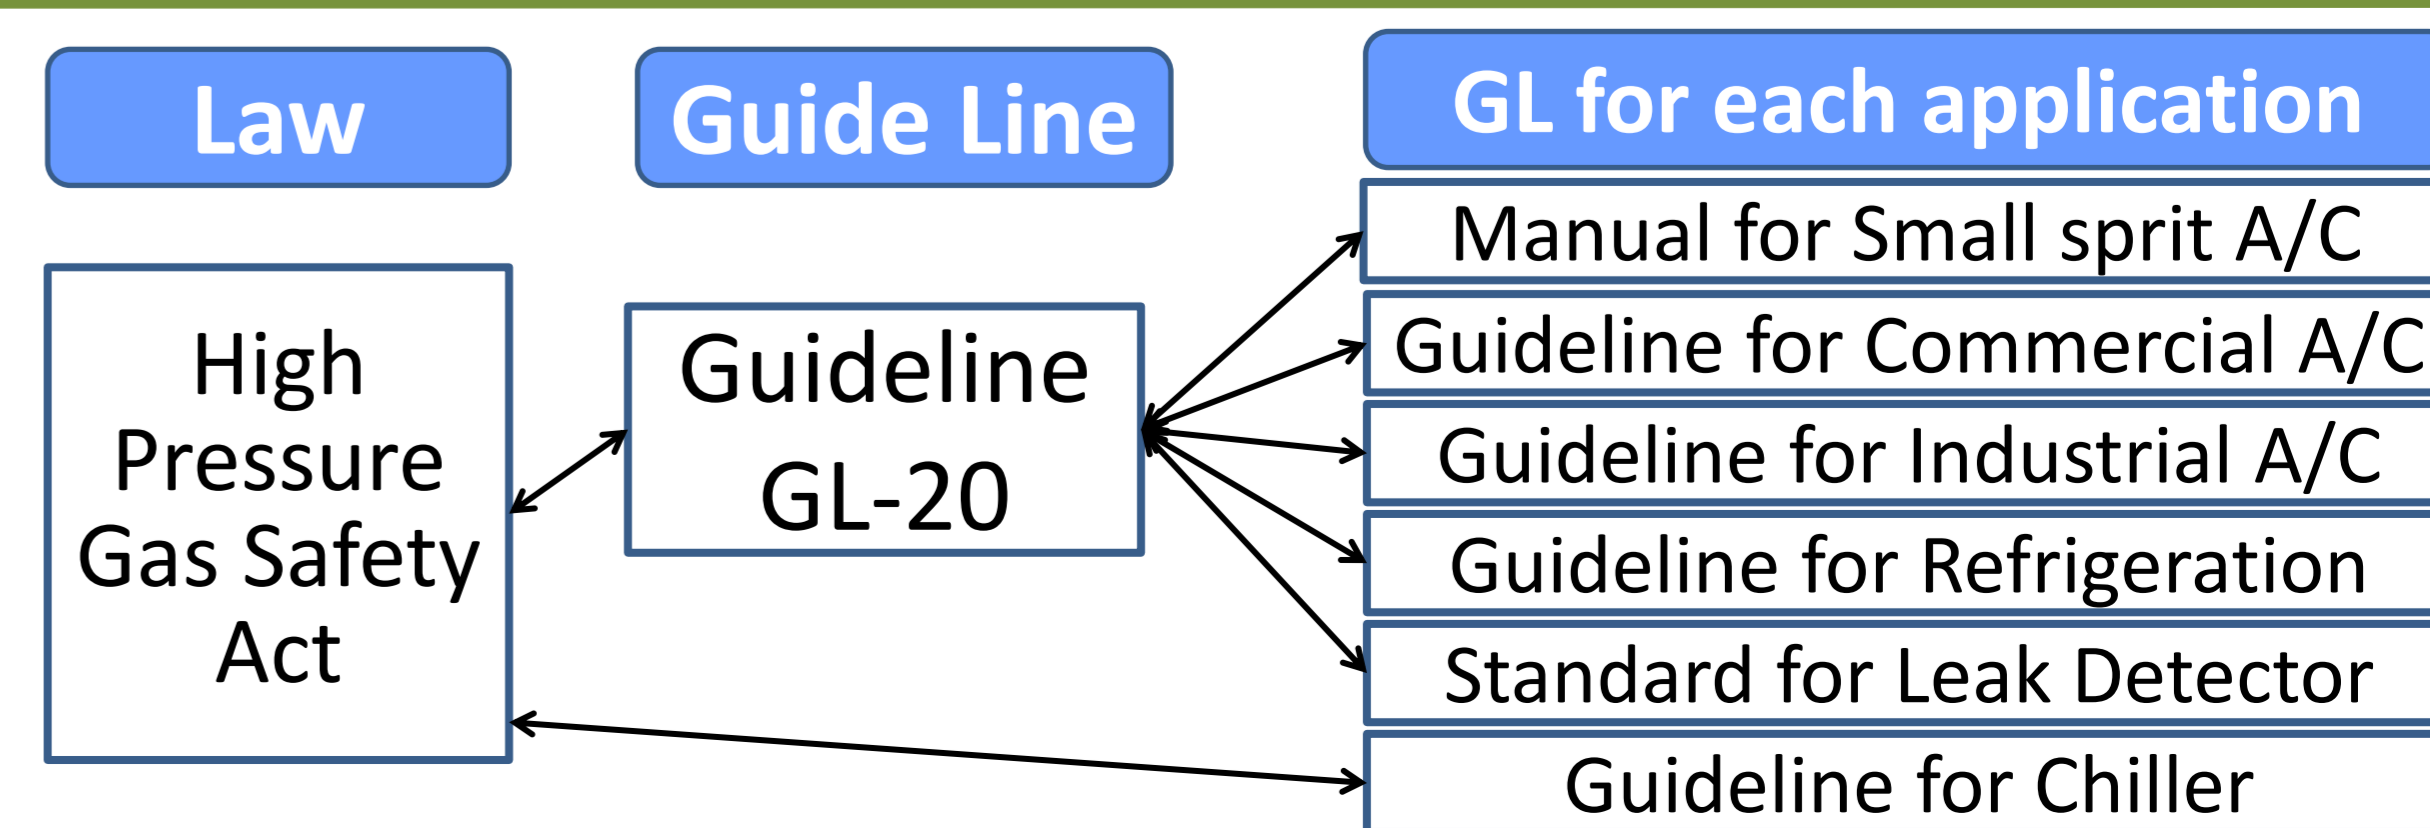 Law
Guide Line
GL for each application
High
Pressure
Gas Safety
Act
Guideline
GL-20
Manual for Small sprit A/C
Guideline for Commercial A/C
Guideline for Industrial A/C
Guideline for Refrigeration
Standard for Leak Detector
Guideline for Chiller